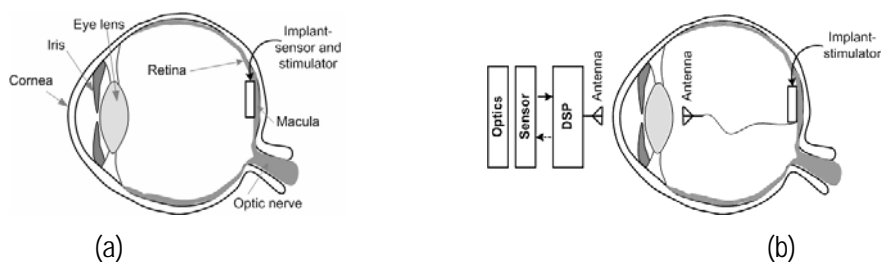 Eye lens
Iris
Cornea
Retina
Implant-
sensor and
stimulator
Macula
Optic nerve
(a)
Optics
Sensor
DSP
Antenna
Antenna
Implant-
stimulator
(b)